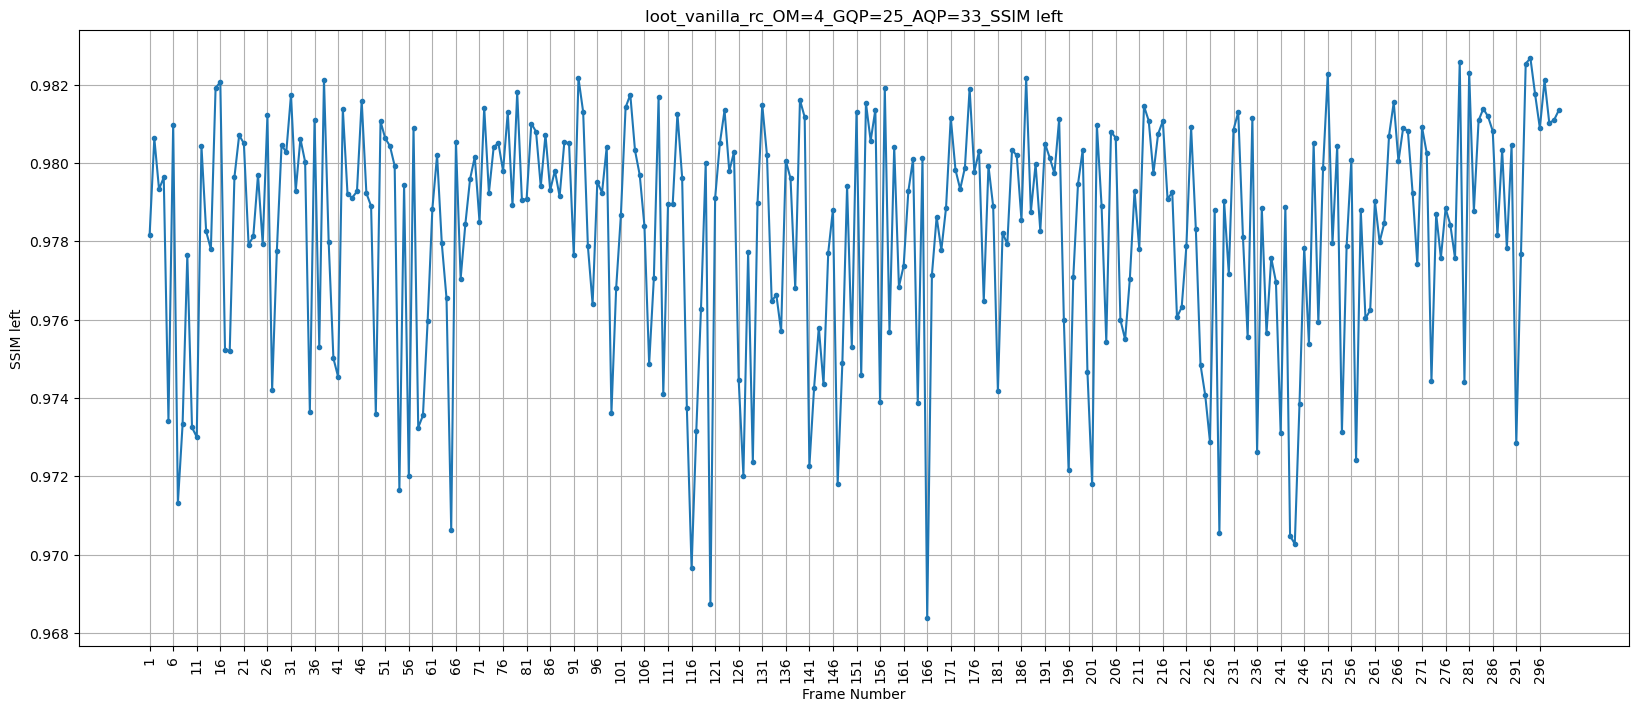 loot_vanilla_rc_OM=4_GQP=25_AQP=33_SSIM left
SSIM left
0.982
0.980
0.978
0.976
0.974
0.972
0.970
0.968
1 6 11 16 21 26 31 36 41 46 51 56 61 66 71 76 81 86 91 96 101 106 111 116 121 126 131 136 141 146 151 156 161 166 171 176 181 186 191 196 201 206 211 216 221 226 231 236 241 246 251 256 261 266 271 276 281 286 291 296
Frame Number